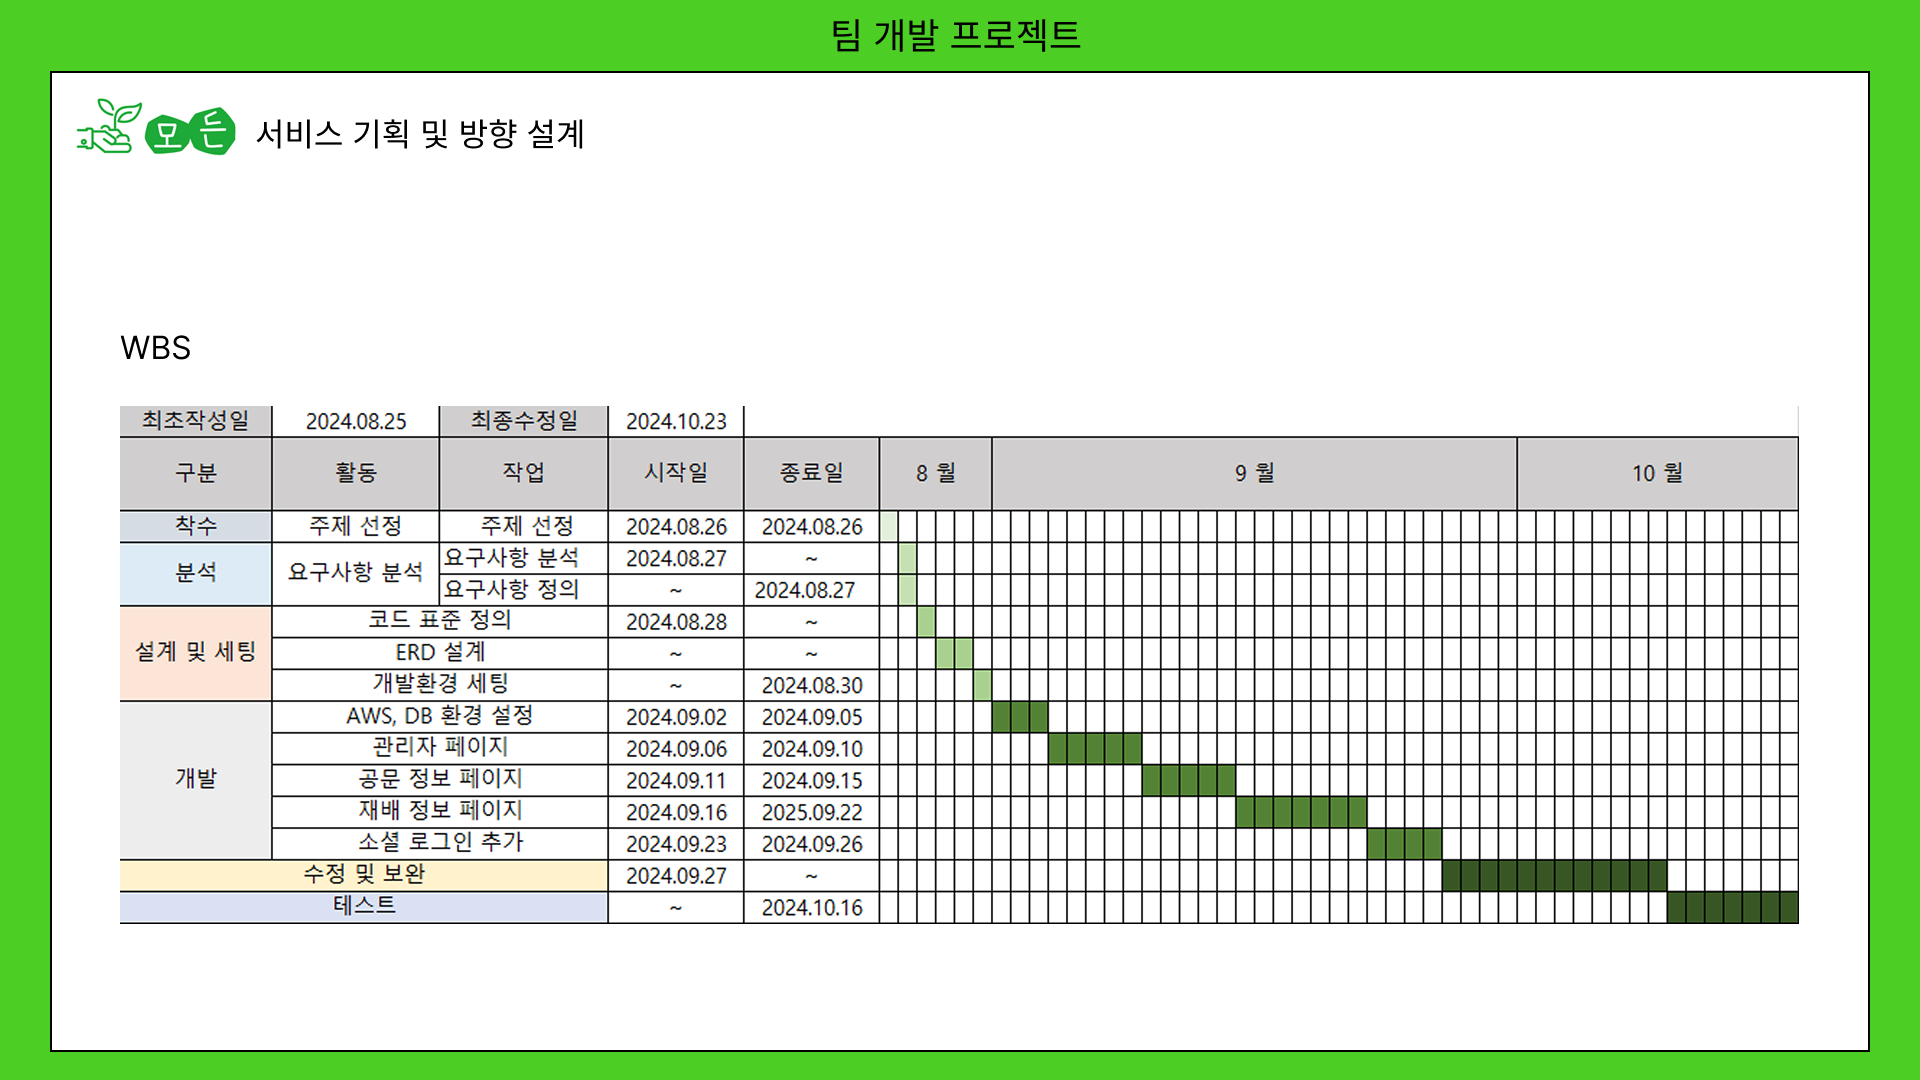 팀 개발 프로젝트
모든 서비스 기획 및 방향 설계
WBS
최초작성일 2024.08.25 최종수정일 2024.10.23
구분 활동 작업 시작일 종료일 8 월 9 월 10 월
착수 주제 선정 주제 선정 2024.08.26 2024.08.26
분석 요구사항 분석 요구사항 분석 2024.08.27 ~
요구사항 정의 ~ 2024.08.27
설계 및 세팅 코드 표준 정의 2024.08.28 ~
ERD 설계 ~ ~
개발환경 세팅 ~ 2024.08.30
개발 AWS, DB 환경 설정 2024.09.02 2024.09.05
관리자 페이지 2024.09.06 2024.09.10
공문 정보 페이지 2024.09.11 2024.09.15
재배 정보 페이지 2024.09.16 2025.09.22
소셜 로그인 추가 2024.09.23 2024.09.26
수정 및 보완 2024.09.27 ~
테스트 ~ 2024.10.16